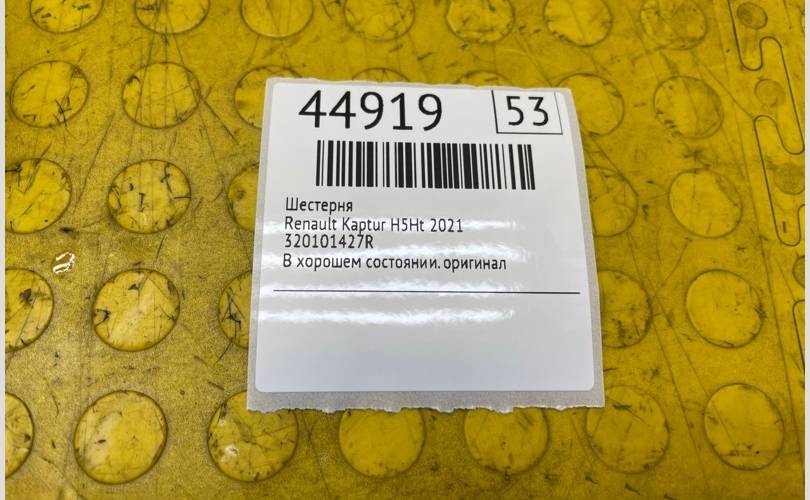 44919 53
Шестерня
Renault Kaptur H5Ht 2021
320101427R
В хорошем состоянии. оригинал